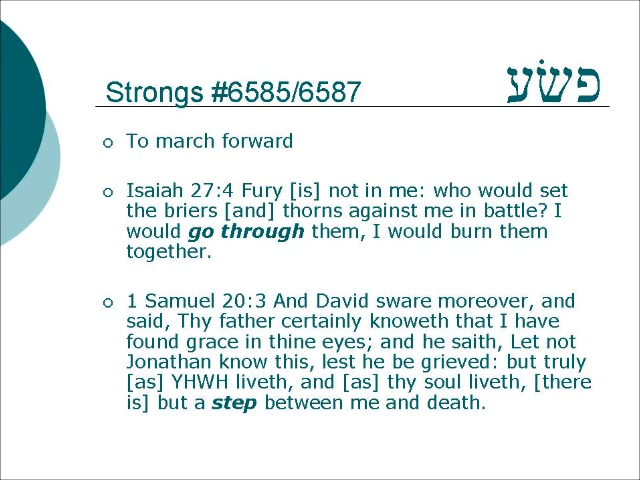 Strongs #6585/6587 פשׂע
To march forward
Isaiah 27:4 Fury [is] not in me: who would set
the briers [and] thorns against me in battle? I
would go through them, I would burn them
together.
1 Samuel 20:3 And David sware moreover, and
said, Thy father certainly knoweth that I have
found grace in thine eyes; and he saith, Let not
Jonathan know this, lest he be grieved: but truly
[as] YHWH liveth, and [as] thy soul liveth, [there
is] but a step between me and death.